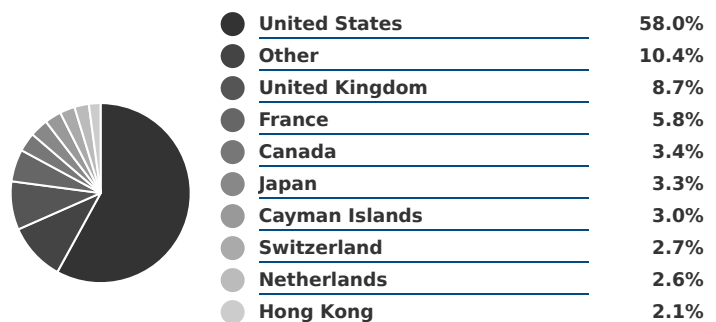 United States 58.0%
Other 10.4%
United Kingdom 8.7%
France 5.8%
Canada 3.4%
Japan 3.3%
Cayman Islands 3.0%
Switzerland 2.7%
Netherlands 2.6%
Hong Kong 2.1%